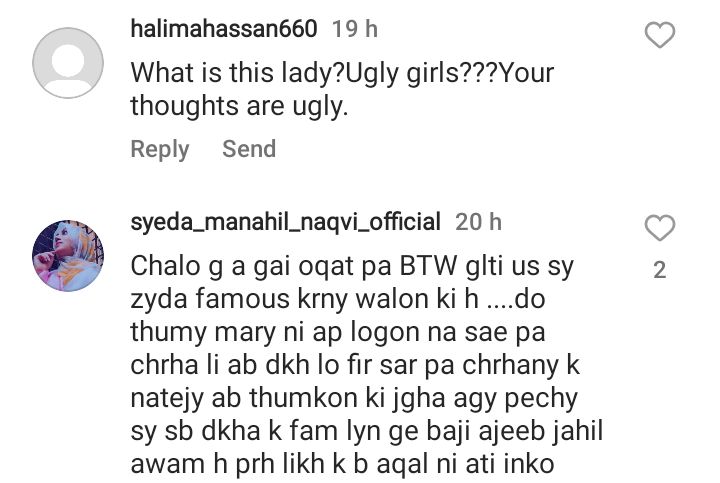 halimahassan660 19 h
What is this lady?Ugly girls???Your
thoughts are ugly.
Reply Send
syeda_manahil_naqvi_official 20 h
Chalo g a gai oqat pa BTW glti us sy
zyda famous krny walon ki h ....do
thumy mary ni ap logon na sae pa
chrha li ab dkh lo fir sar pa chrhany k
natejy ab thumkon ki jgha agy pechy
sy sb dkha k fam lyn ge baji ajeeb jahil
awam h prh likh k b aqal ni ati inko
2